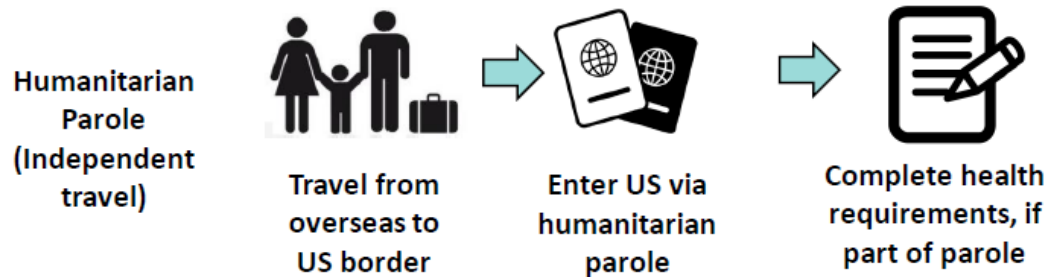 Humanitarian
Parole
(Independent
travel)
Travel from
overseas to
US border
Enter US via
humanitarian
parole
Complete health
requirements, if
part of parole